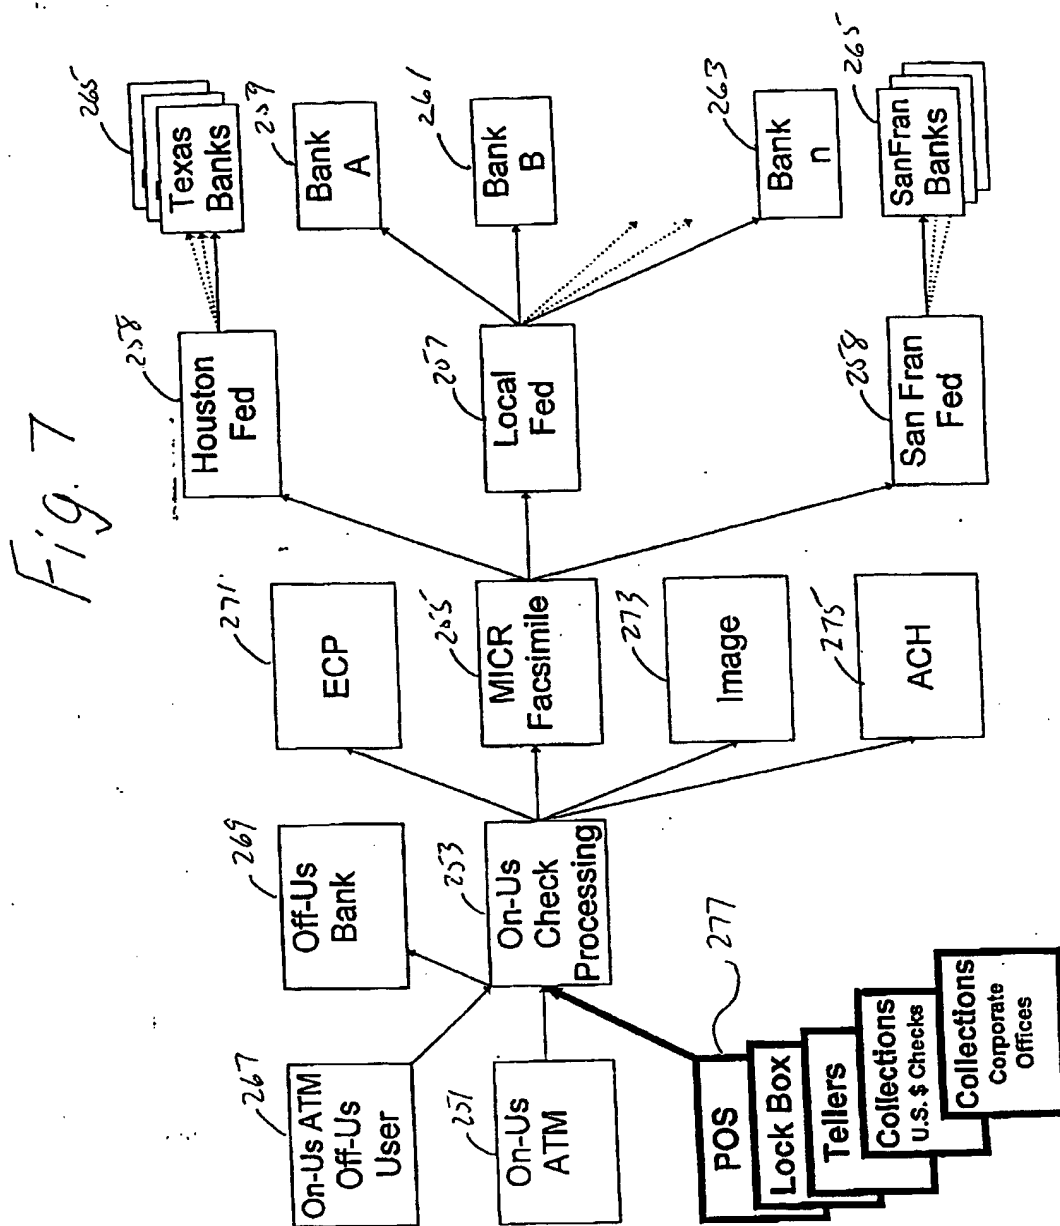 Fig. 7
267
On-Us ATM
Off-Us
User
251
On-Us
ATM
277
POS
Lock Box
Tellers
Collections
U.S. $ Checks
Collections
Corporate
Offices
269
Off-Us
Bank
253
On-Us
Check
Processing
271
ECP
255
MICR
Facsimile
273
Image
275
ACH
258
Houston
Fed
257
Local
Fed
258
San Fran
Fed
265
Texas
Banks
259
Bank
A
261
Bank
B
263
Bank
n
265
SanFran
Banks